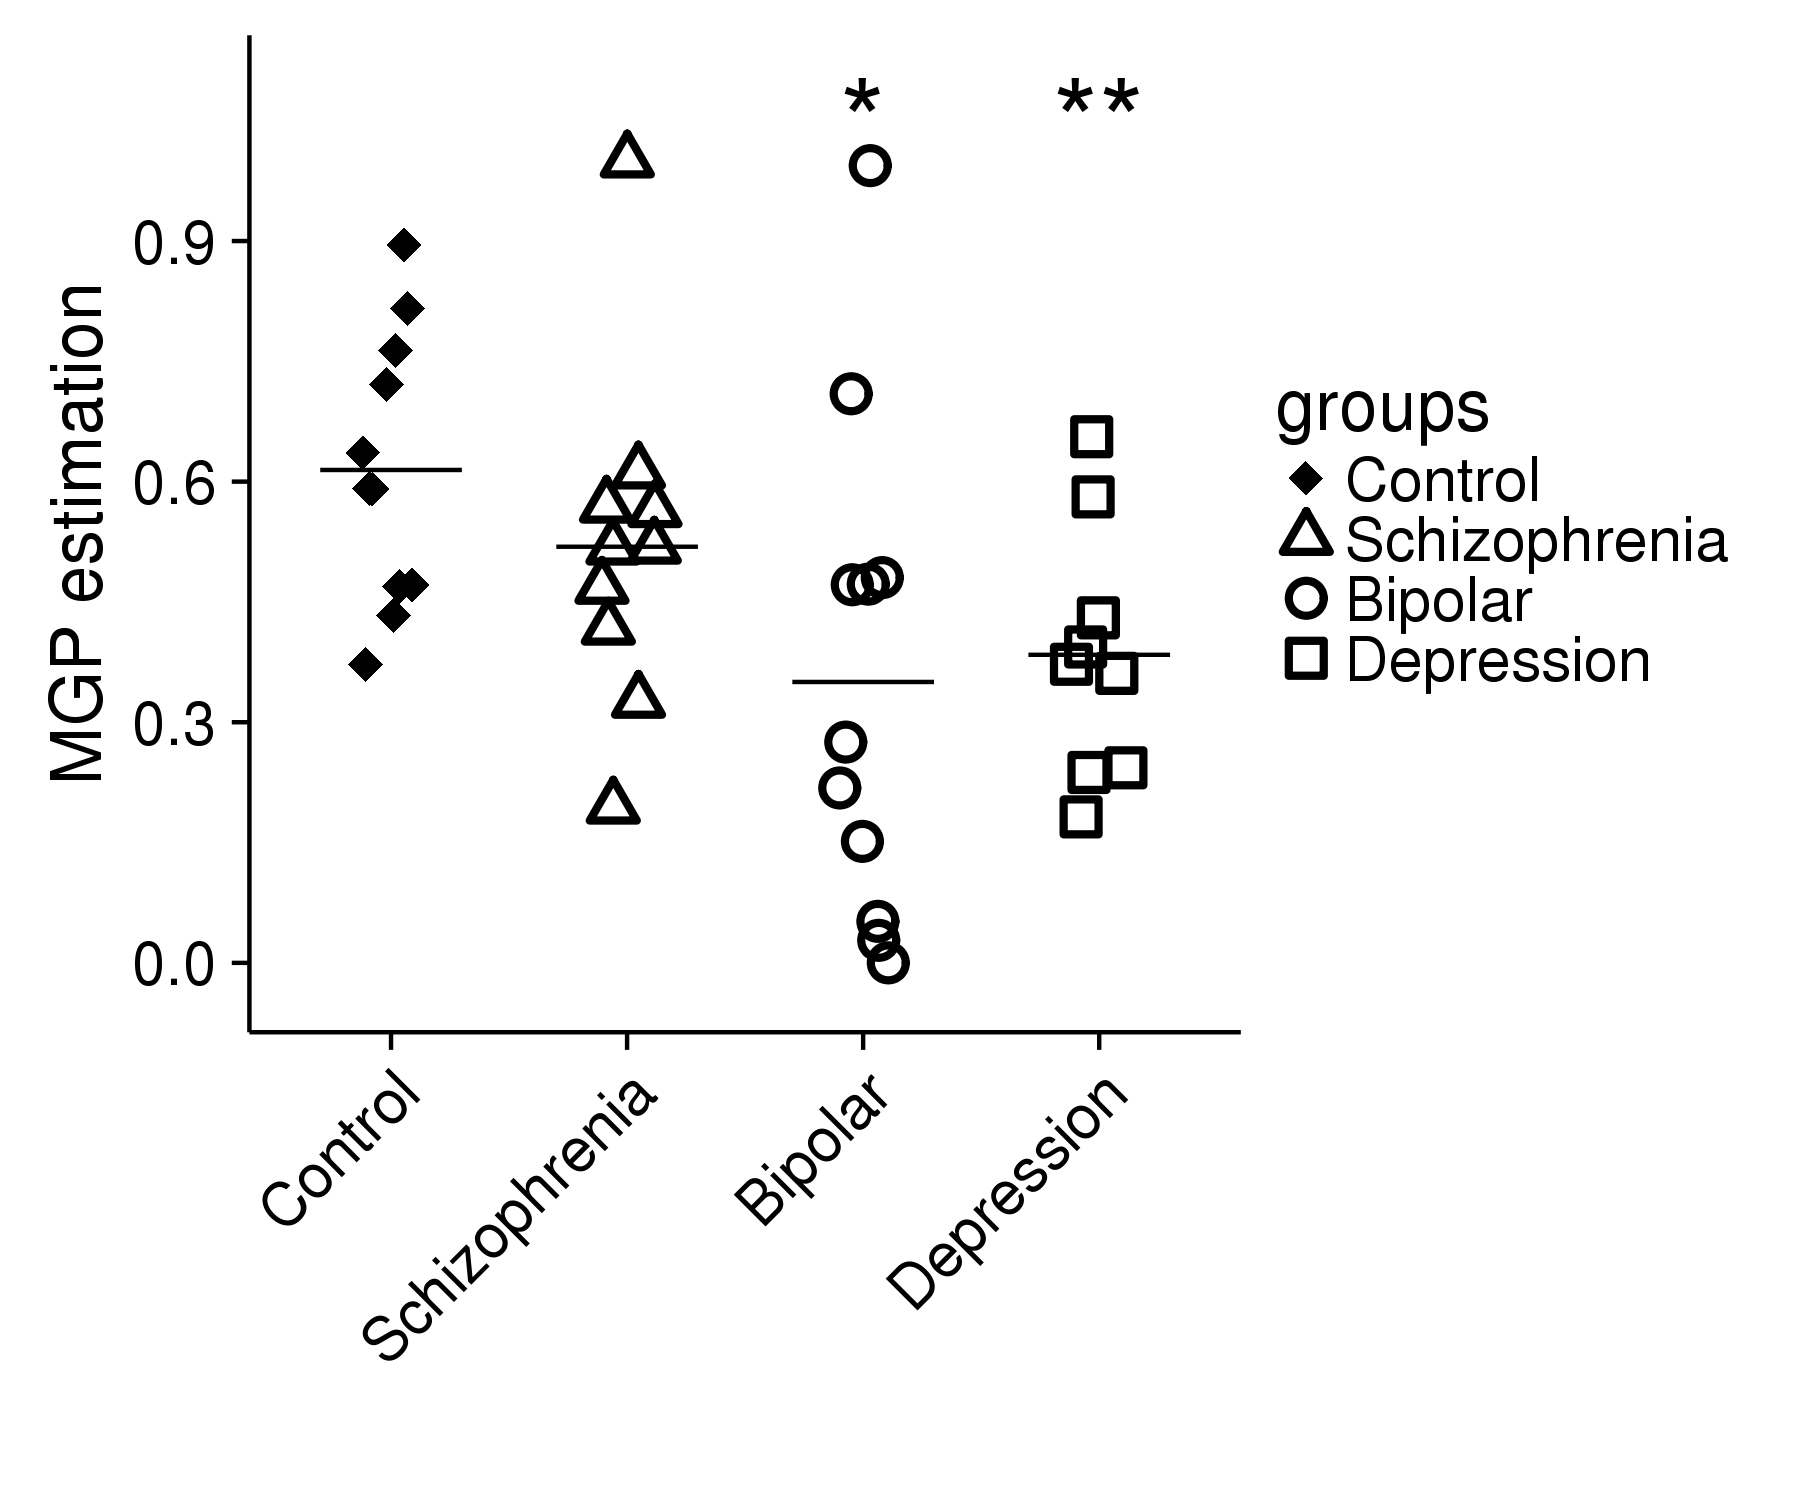 *
**
MGP estimation
0.9
0.6
0.3
0.0
Control
Schizophrenia
Bipolar
Depression
groups
Control
Schizophrenia
Bipolar
Depression